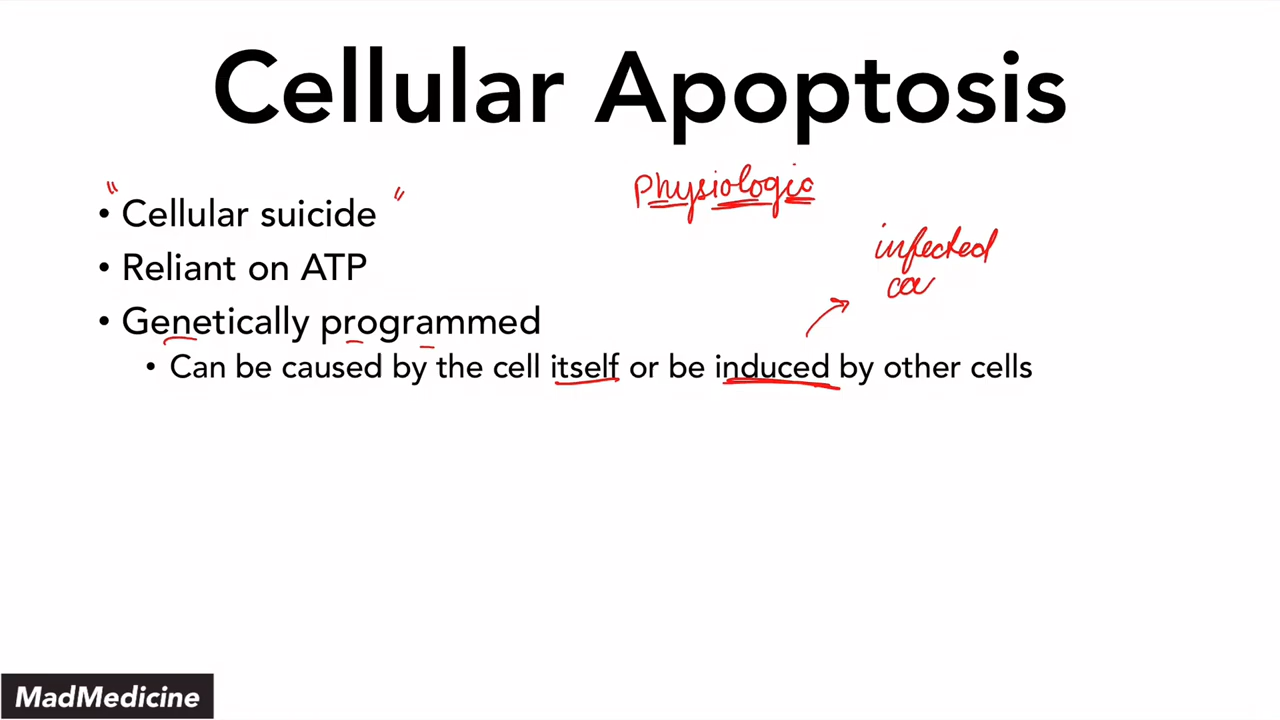 Cellular Apoptosis
Physiologic
• "Cellular suicide"
infected
• Reliant on ATP
• Genetically programmed
• Can be caused by the cell itself or be induced by other cells
MadMedicine